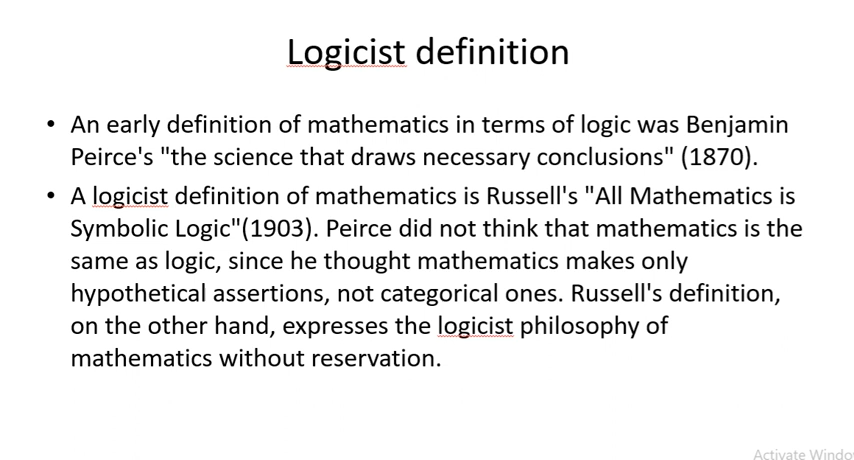 Logicist definition
• An early definition of mathematics in terms of logic was Benjamin
Peirce's "the science that draws necessary conclusions" (1870).
• A logicist definition of mathematics is Russell's "All Mathematics is
Symbolic Logic"(1903). Peirce did not think that mathematics is the
same as logic, since he thought mathematics makes only
hypothetical assertions, not categorical ones. Russell's definition,
on the other hand, expresses the logicist philosophy of
mathematics without reservation.
Activate Windo